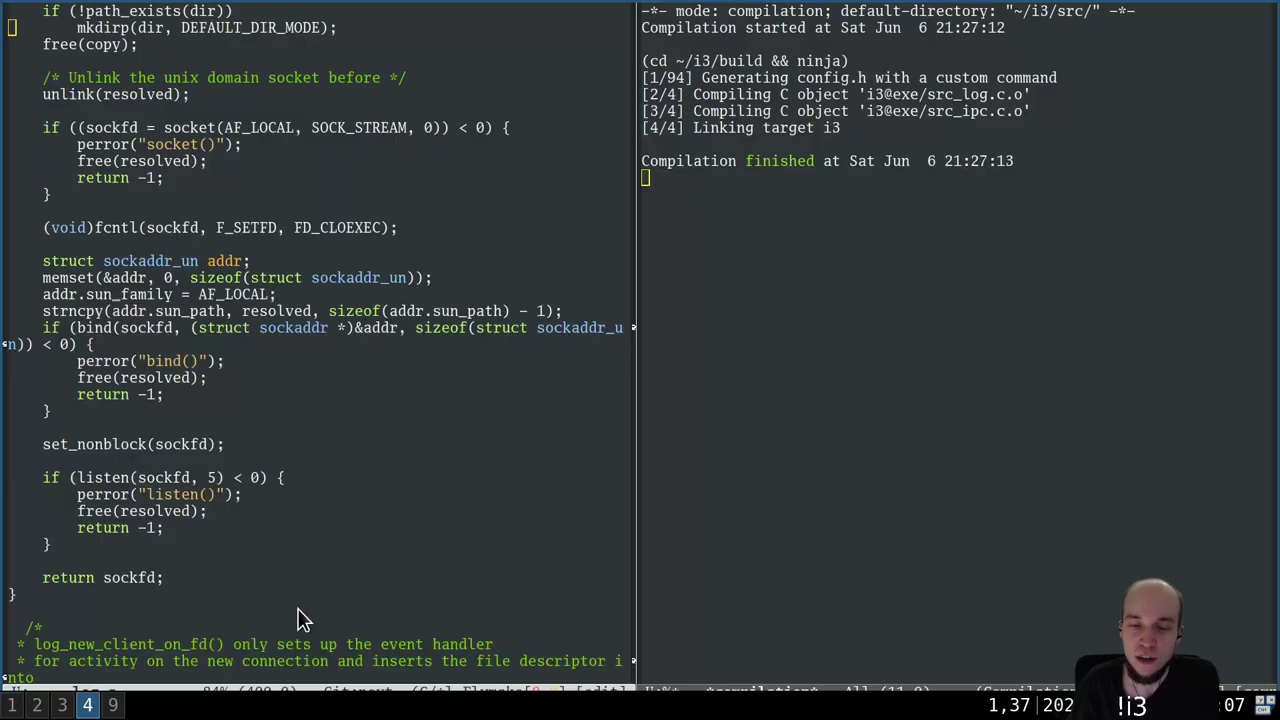 if (!path_exists(dir))
mkdirp(dir, DEFAULT_DIR_MODE);
free(copy);
/* Unlink the unix domain socket before */
unlink(resolved);
if ((sockfd = socket(AF_LOCAL, SOCK_STREAM, 0)) < 0) {
perror("socket()");
free(resolved);
return -1;
}
(void)fcntl(sockfd, F_SETFD, FD_CLOEXEC);
struct sockaddr_un addr;
memset(&addr, 0, sizeof(struct sockaddr_un));
addr.sun_family = AF_LOCAL;
strncpy(addr.sun_path, resolved, sizeof(addr.sun_path) - 1);
if (bind(sockfd, (struct sockaddr *)&addr, sizeof(struct sockaddr_u
n)) < 0) {
perror("bind()");
free(resolved);
return -1;
}
set_nonblock(sockfd);
if (listen(sockfd, 5) < 0) {
perror("listen()");
free(resolved);
return -1;
}
return sockfd;
}
/*
* log_new_client_on_fd() only sets up the event handler
* for activity on the new connection and inserts the file descriptor i
nto
-*- mode: compilation; default-directory: "~/i3/src/" -*-
Compilation started at Sat Jun 6 21:27:12
(cd ~/i3/build && ninja)
[1/94] Generating config.h with a custom command
[2/4] Compiling C object 'i3@exe/src_log.c.o'
[3/4] Compiling C object 'i3@exe/src_ipc.c.o'
[4/4] Linking target i3
Compilation finished at Sat Jun 6 21:27:13
1 2 3 4 9
1,37 202
!i3
07